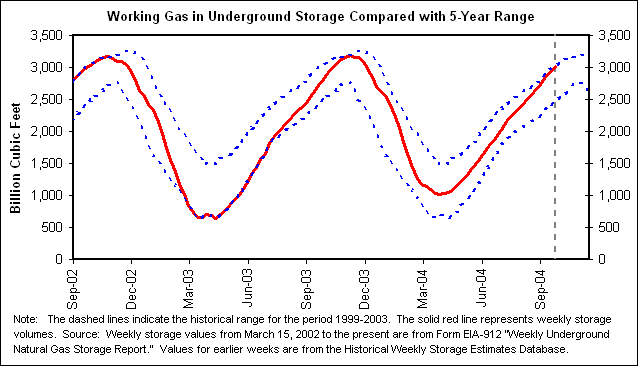 Working Gas in Underground Storage Compared with 5-Year Range
Billion Cubic Feet
3,500
3,000
2,500
2,000
1,500
1,000
500
0
3,500
3,000
2,500
2,000
1,500
1,000
500
0
Sep-02
Dec-02
Mar-03
Jun-03
Sep-03
Dec-03
Mar-04
Jun-04
Sep-04
Note: The dashed lines indicate the historical range for the period 1999-2003. The solid red line represents weekly storage
volumes. Source: Weekly storage values from March 15, 2002 to the present are from Form EIA-912 "Weekly Underground
Natural Gas Storage Report." Values for earlier weeks are from the Historical Weekly Storage Estimates Database.